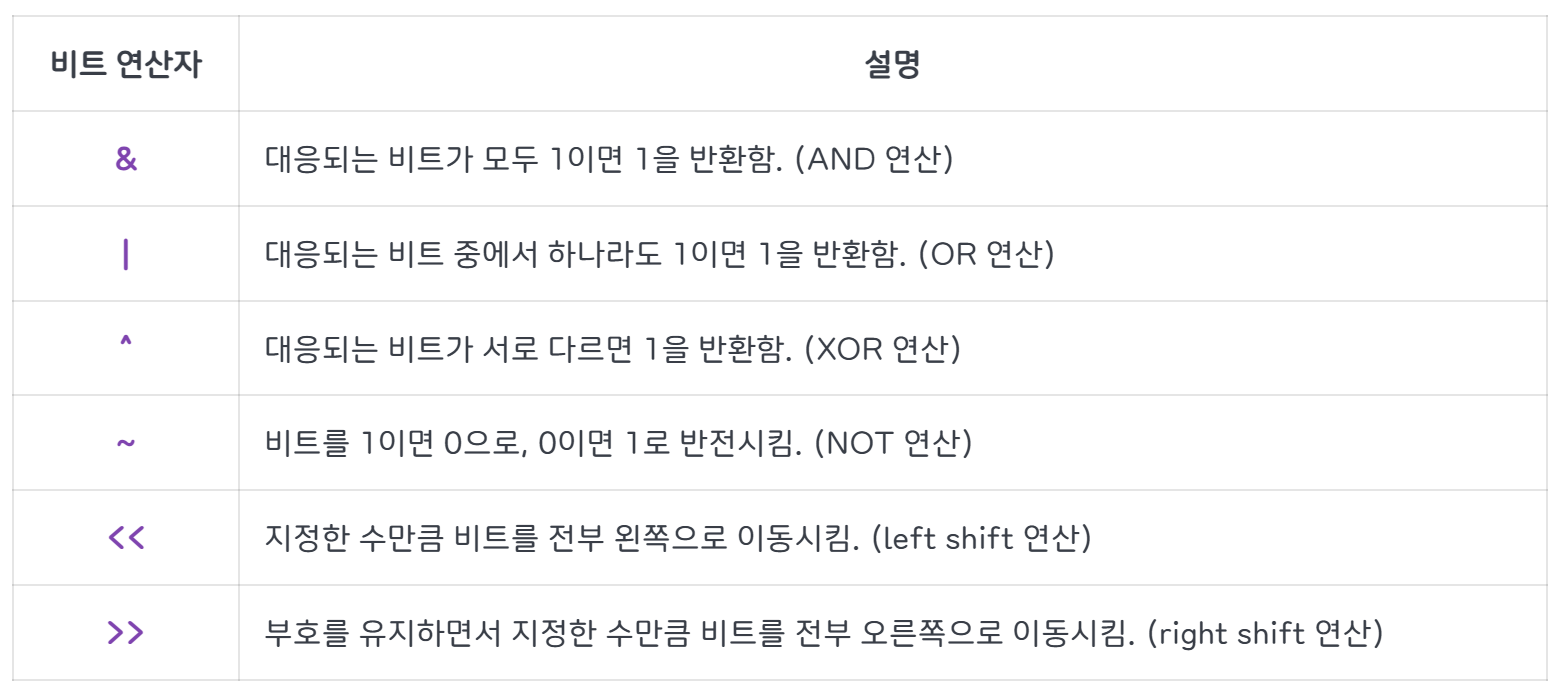 비트 연산자 설명
& 대응되는 비트가 모두 1이면 1을 반환함. (AND 연산)
| 대응되는 비트 중에서 하나라도 1이면 1을 반환함. (OR 연산)
^ 대응되는 비트가 서로 다르면 1을 반환함. (XOR 연산)
~ 비트를 1이면 0으로, 0이면 1로 반전시킴. (NOT 연산)
<< 지정한 수만큼 비트를 전부 왼쪽으로 이동시킴. (left shift 연산)
>> 부호를 유지하면서 지정한 수만큼 비트를 전부 오른쪽으로 이동시킴. (right shift 연산)